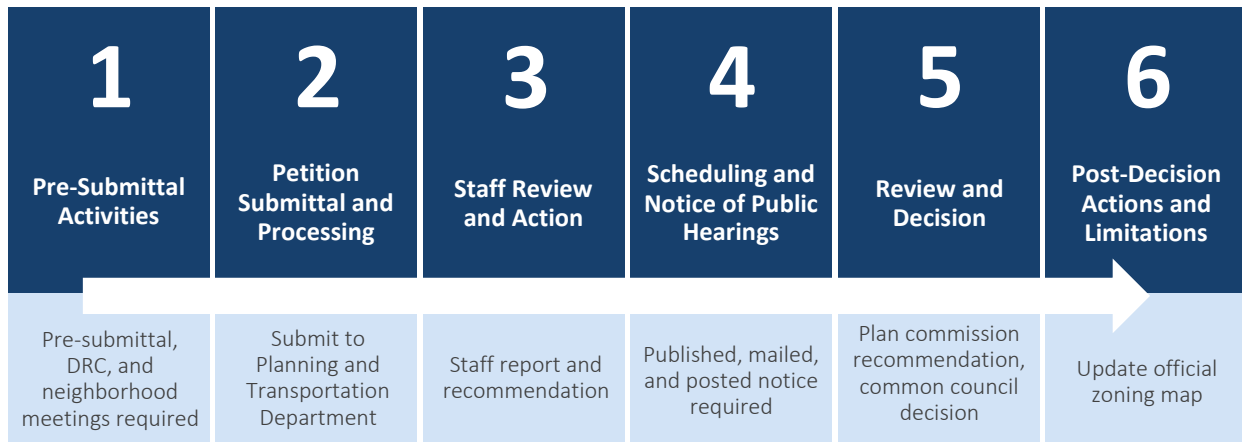 1
Pre-Submittal
Activities
Pre-submittal,
DRC, and
neighborhood
meetings required
2
Petition
Submittal and
Processing
Submit to
Planning and
Transportation
Department
3
Staff Review
and Action
Staff report and
recommendation
4
Scheduling and
Notice of Public
Hearings
Published, mailed,
and posted notice
required
5
Review and
Decision
Plan commission
recommendation,
common council
decision
6
Post-Decision
Actions and
Limitations
Update official
zoning map